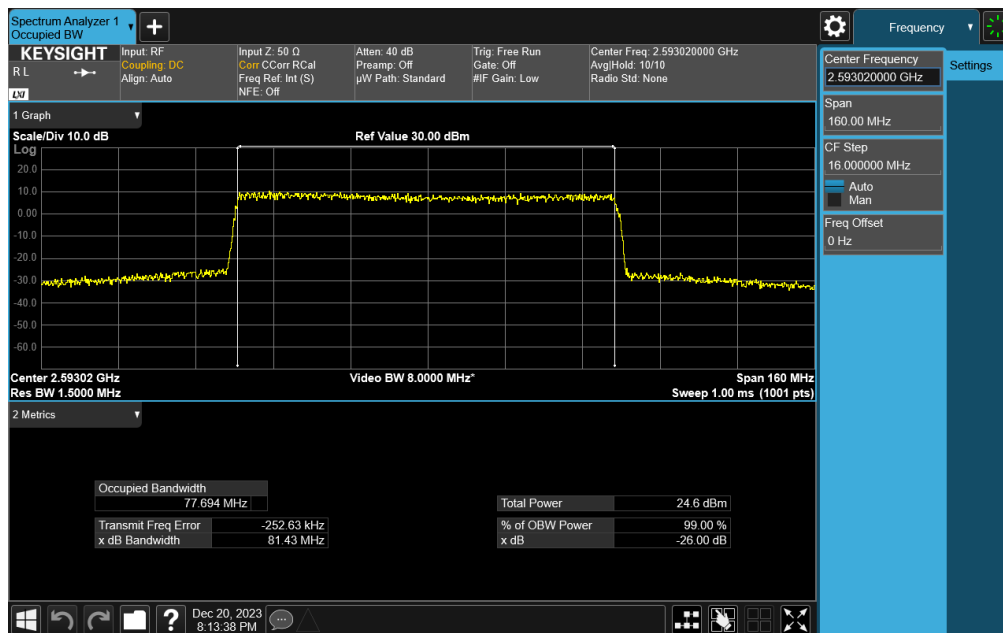 Spectrum Analyzer 1
Occupied BW
Frequency
KEYSIGHT
R L
LXI
Input: RF
Coupling: DC
Align: Auto
Input Z: 50 Ω
Corr CCorr RCal
Freq Ref: Int (S)
NFE: Off
Atten: 40 dB
Preamp: Off
µW Path: Standard
Trig: Free Run
Gate: Off
#IF Gain: Low
Center Freq: 2.593020000 GHz
Avg|Hold: 10/10
Radio Std: None
Center Frequency
2.593020000 GHz
Settings
Span
160.00 MHz
CF Step
16.000000 MHz
Auto
Man
Freq Offset
0 Hz
1 Graph
Scale/Div 10.0 dB
Ref Value 30.00 dBm
Log
20.0
10.0
0.00
-10.0
-20.0
-30.0
-40.0
-50.0
-60.0
Center 2.59302 GHz
Video BW 8.0000 MHz*
Span 160 MHz
Res BW 1.5000 MHz
Sweep 1.00 ms (1001 pts)
2 Metrics
Occupied Bandwidth
77.694 MHz
Total Power 24.6 dBm
Transmit Freq Error -252.63 kHz
% of OBW Power 99.00 %
x dB Bandwidth 81.43 MHz
x dB -26.00 dB
Dec 20, 2023
8:13:38 PM